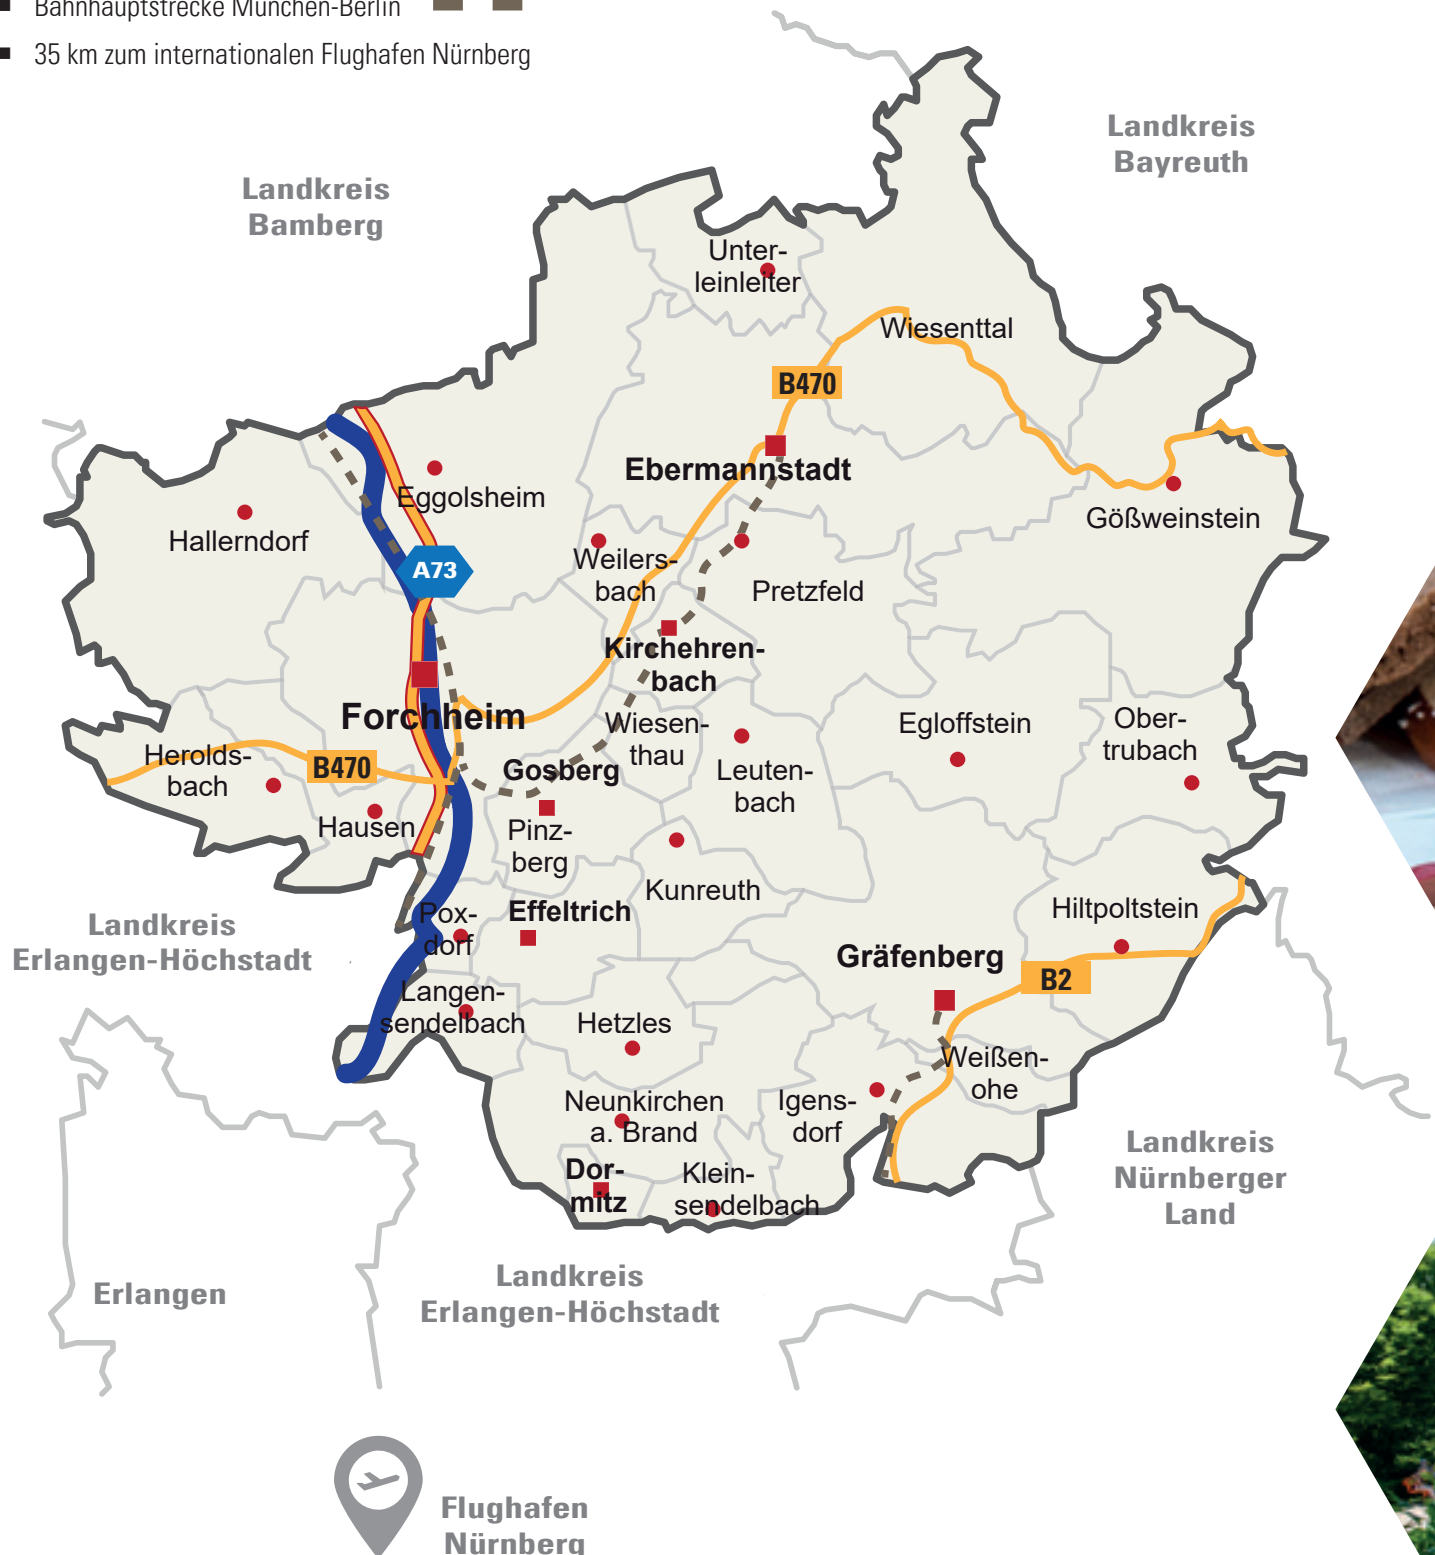 Bahnhauptstrecke München-Berlin
35 km zum internationalen Flughafen Nürnberg
Landkreis
Bayreuth
Landkreis
Bamberg
Unter-
leinleiter
Wiesenttal
B470
Ebermannstadt
Eggolsheim
Gößweinstein
Hallerndorf
A73
Weilers-
bach
Pretzfeld
Kirchehren-
bach
Forchheim
Wiesen-
thau
Egloffstein
Ober-
trubach
Herolds-
bach
B470
Gosberg
Leuten-
bach
Hausen
Pinz-
berg
Kunreuth
Landkreis
Erlangen-Höchstadt
Pox-
dorf
Effeltrich
Hiltpoltstein
Gräfenberg
B2
Langen-
sendelbach
Hetzles
Weißen-
ohe
Neunkirchen
a. Brand
Igens-
dorf
Dor-
mitz
Klein-
sendelbach
Landkreis
Nürnberger
Land
Erlangen
Landkreis
Erlangen-Höchstadt
Flughafen
Nürnberg